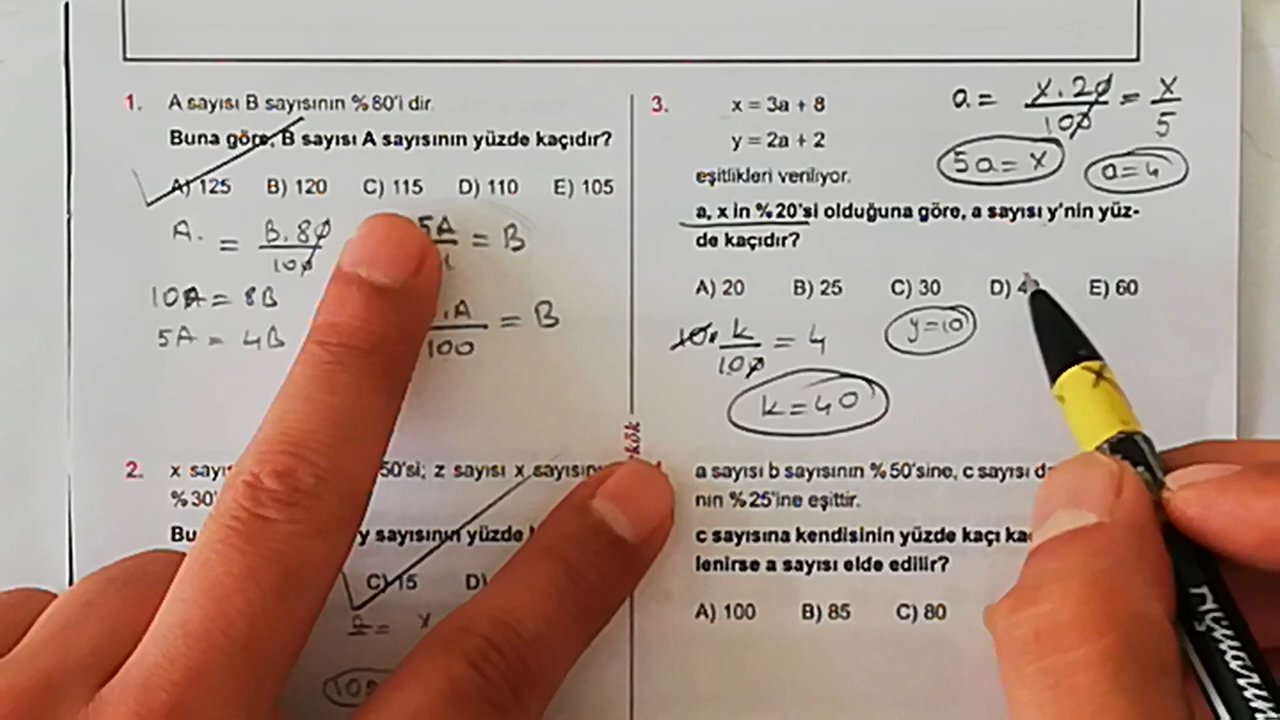 1. A sayısı B sayısının %80'i dir.
Buna göre, B sayısı A sayısının yüzde kaçıdır?
A) 125 B) 120 C) 115 D) 110 E) 105
A. = B.80/100
5A = B
10A = 8B
.A/100 = B
5A = 4B
2. 50'si; z sayısı x
%30'
y sayısının yüzde
C) 15 D)
3. x = 3a + 8
y = 2a + 2
eşitlikleri veriliyor.
a, x in %20'si olduğuna göre, a sayısı y'nin yüz-
de kaçıdır?
a = x.20/100 = x/5
5a = x a = 4
A) 20 B) 25 C) 30 D) E) 60
10.k/100 = 4 y=10
k = 40
kök
a sayısı b sayısının %50'sine, c sayısı
nın %25'ine eşittir.
c sayısına kendisinin yüzde kaçı
lenirse a sayısı elde edilir?
A) 100 B) 85 C) 80